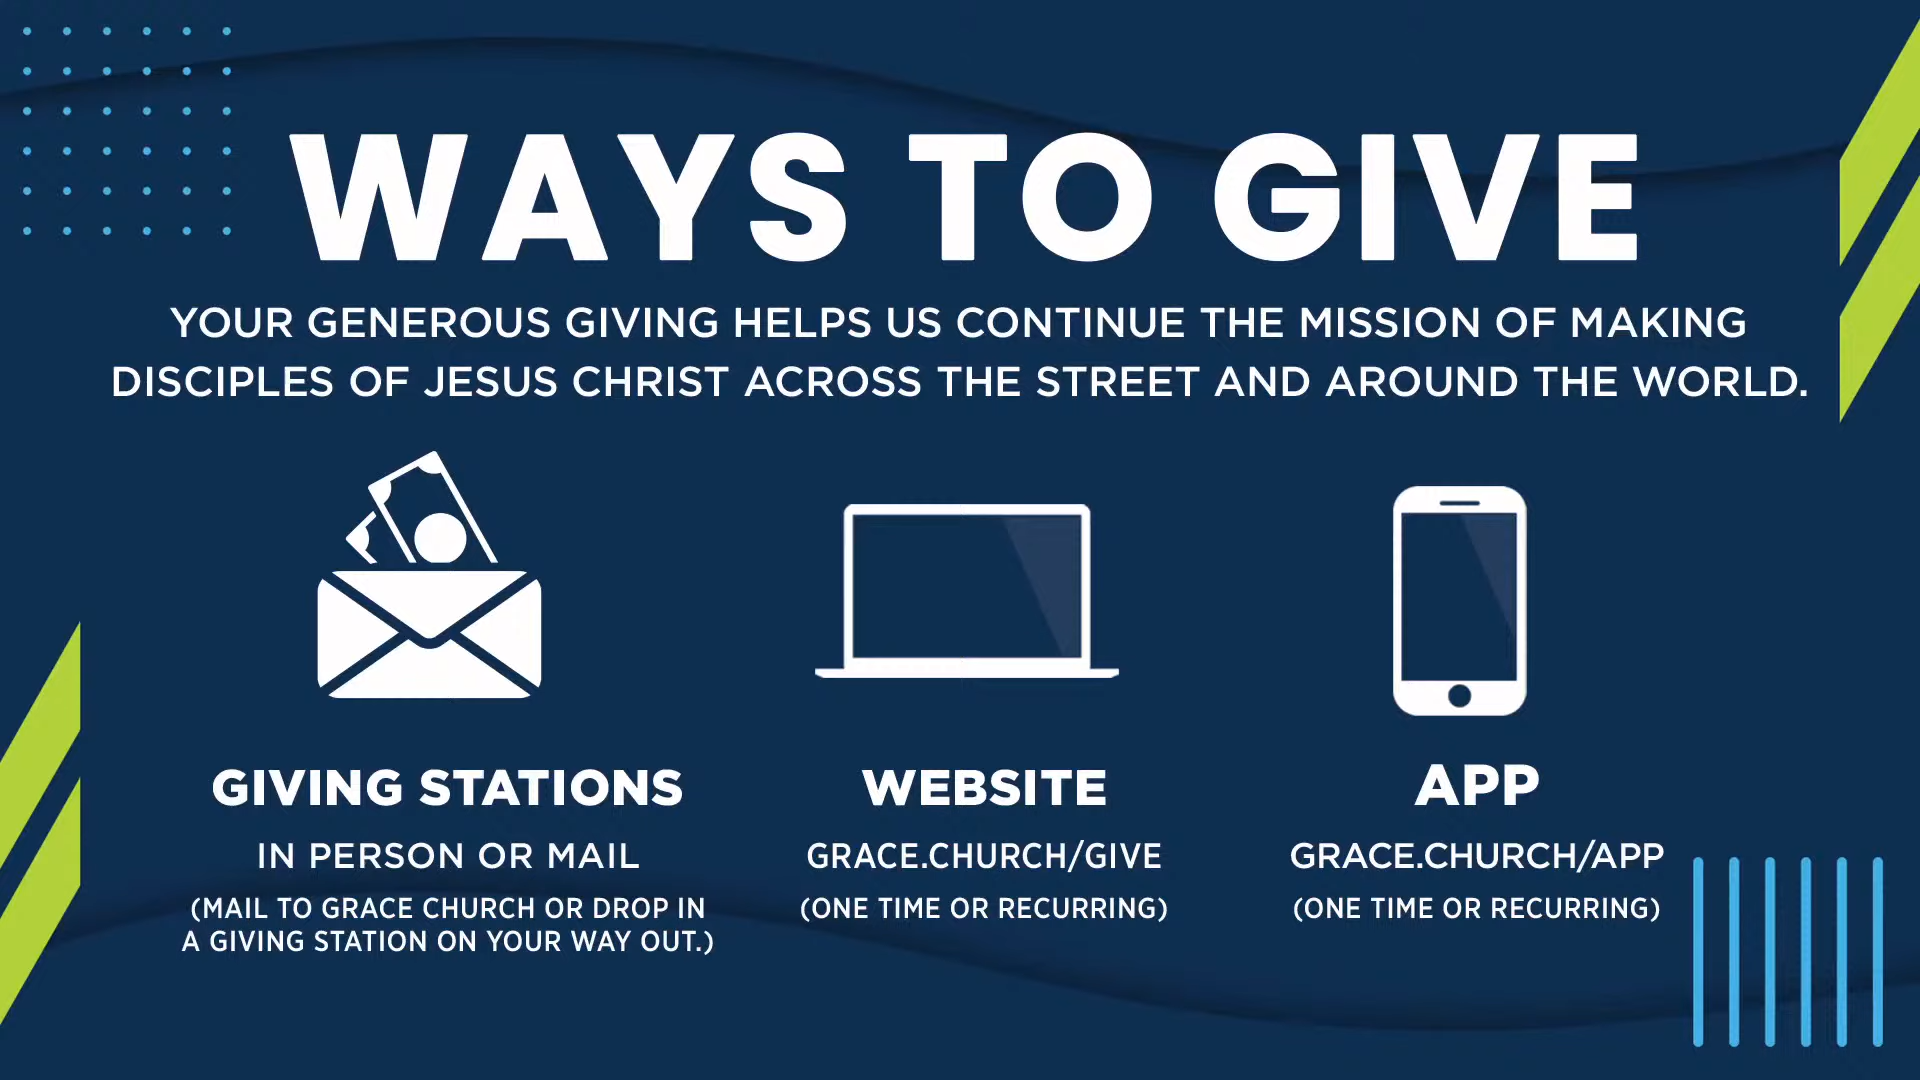 WAYS TO GIVE
YOUR GENEROUS GIVING HELPS US CONTINUE THE MISSION OF MAKING
DISCIPLES OF JESUS CHRIST ACROSS THE STREET AND AROUND THE WORLD.
GIVING STATIONS
IN PERSON OR MAIL
(MAIL TO GRACE CHURCH OR DROP IN
A GIVING STATION ON YOUR WAY OUT.)
WEBSITE
GRACE.CHURCH/GIVE
(ONE TIME OR RECURRING)
APP
GRACE.CHURCH/APP
(ONE TIME OR RECURRING)